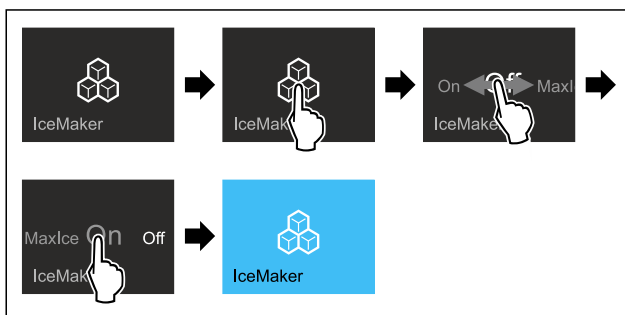 IceMaker
IceMak
On Off MaxI
IceMake
MaxIce On Off
IceMak
IceMaker